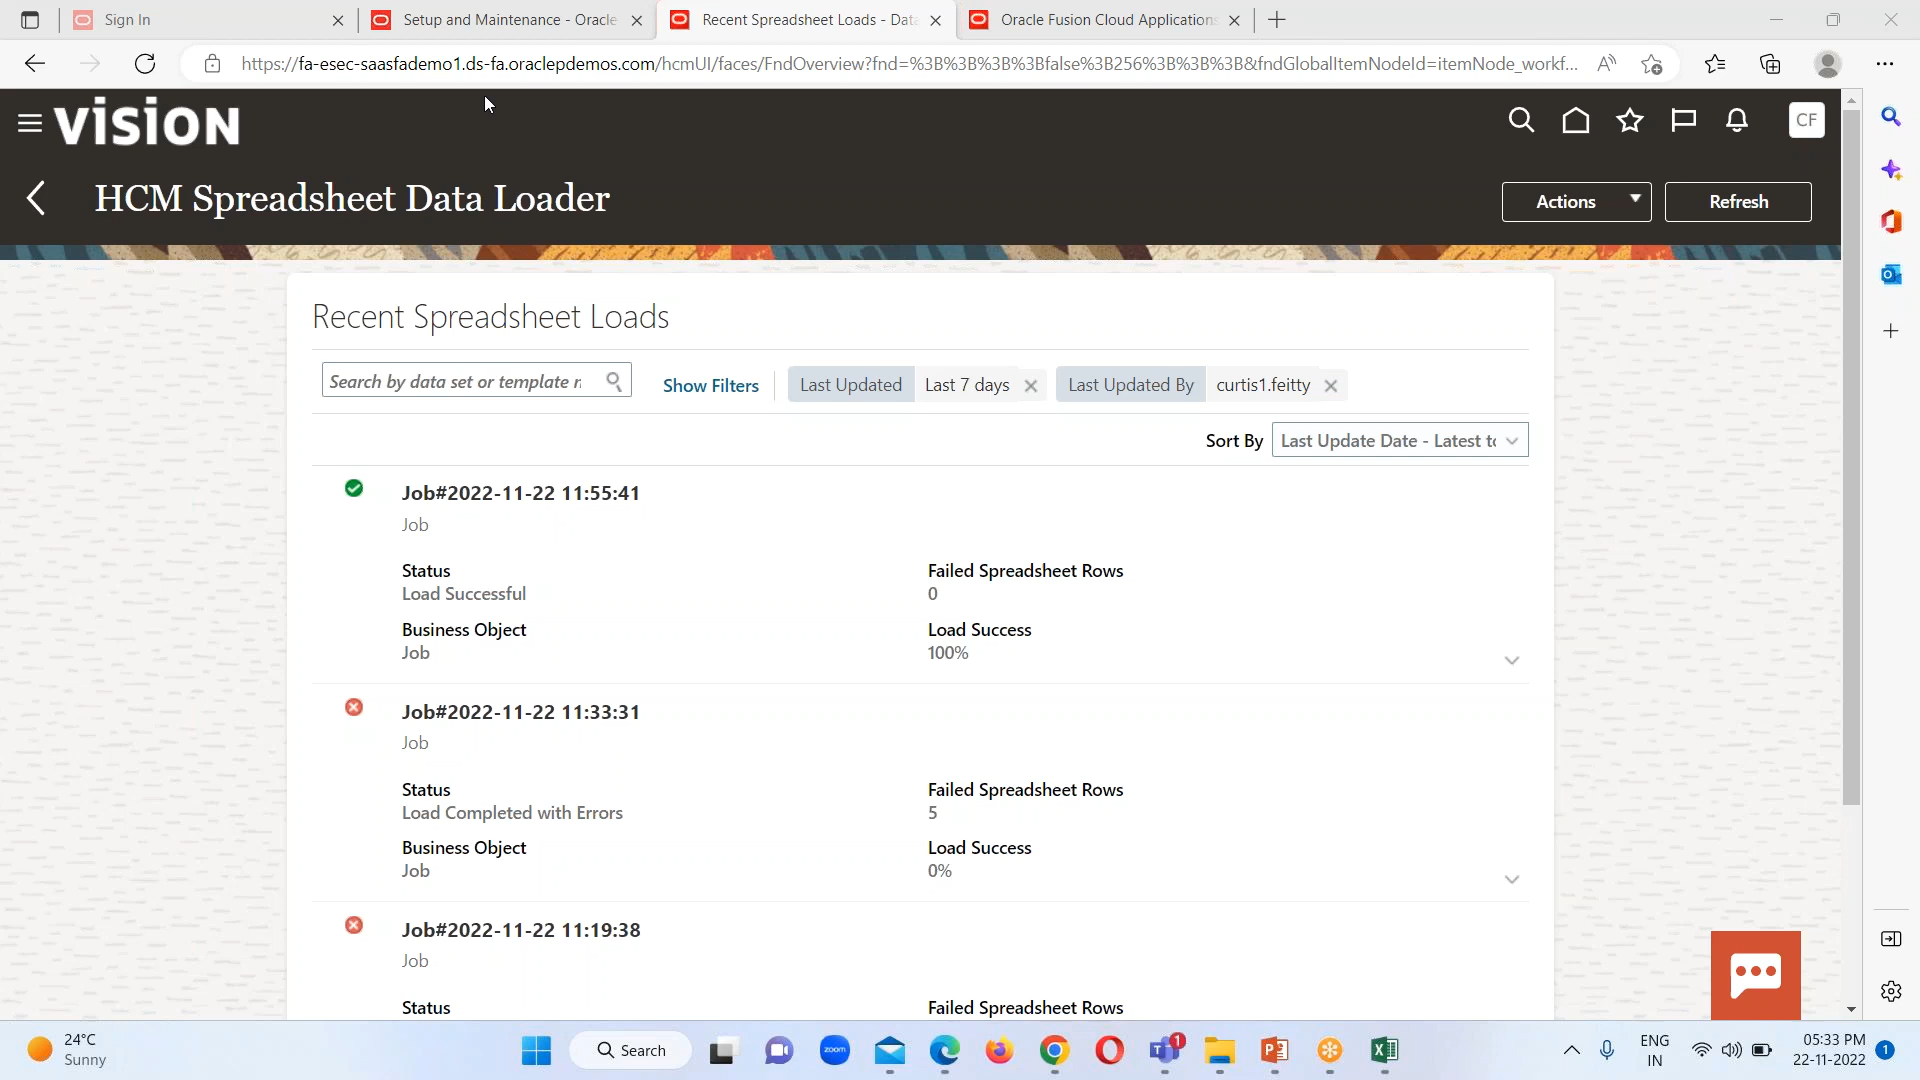 Sign In
Setup and Maintenance - Oracle
Recent Spreadsheet Loads - Data
Oracle Fusion Cloud Applications
https://fa-esec-saasfademo1.ds-fa.oraclepdemos.com/hcmUI/faces/FndOverview?fnd=%3B%3B%3B%3Bfalse%3B256%3B%3B%3B&fndGlobalItemNodeId=itemNode_workf...
vision
CF
HCM Spreadsheet Data Loader
Actions
Refresh
Recent Spreadsheet Loads
Search by data set or template n
Show Filters
Last Updated Last 7 days
Last Updated By curtis1.feitty
Sort By Last Update Date - Latest to
Job#2022-11-22 11:55:41
Job
Status
Load Successful
Failed Spreadsheet Rows
0
Business Object
Job
Load Success
100%
Job#2022-11-22 11:33:31
Job
Status
Load Completed with Errors
Failed Spreadsheet Rows
5
Business Object
Job
Load Success
0%
Job#2022-11-22 11:19:38
Job
Status
Failed Spreadsheet Rows
24°C
Sunny
Search
zoom
1
ENG
IN
05:33 PM
22-11-2022
1